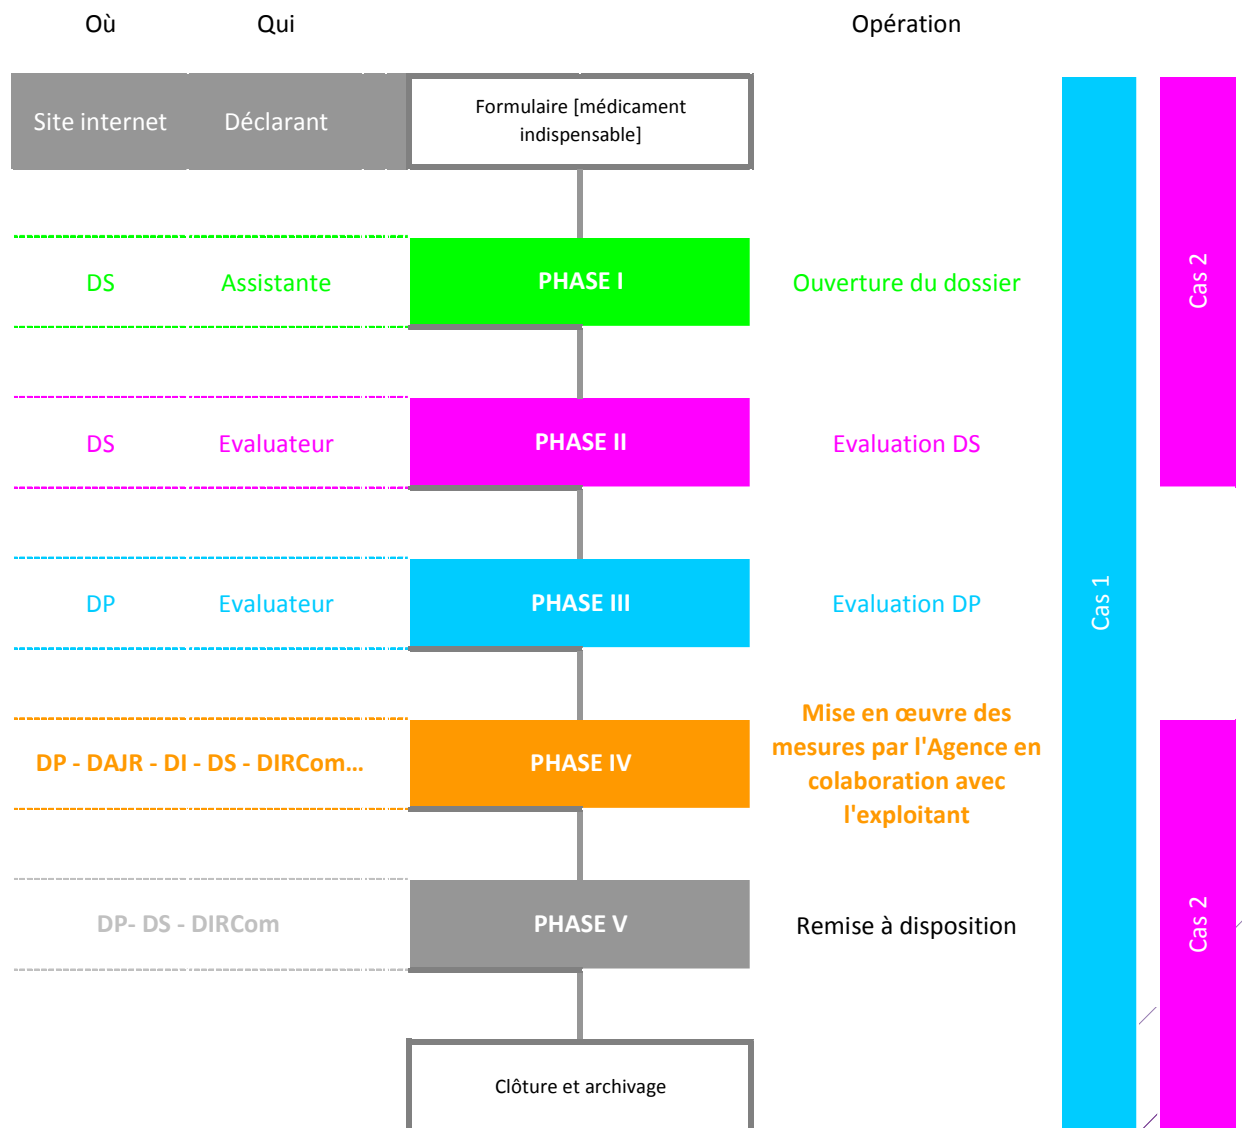 Où Qui Opération
Site internet Déclarant Formulaire [médicament
indispensable]
DS Assistante PHASE I Ouverture du dossier
Cas 2
DS Evaluateur PHASE II Evaluation DS
DP Evaluateur PHASE III Evaluation DP
Cas 1
DP - DAJR - DI - DS - DIRCom... PHASE IV
Mise en œuvre des
mesures par l'Agence en
colaboration avec
l'exploitant
DP- DS - DIRCom PHASE V Remise à disposition
Cas 2
Clôture et archivage